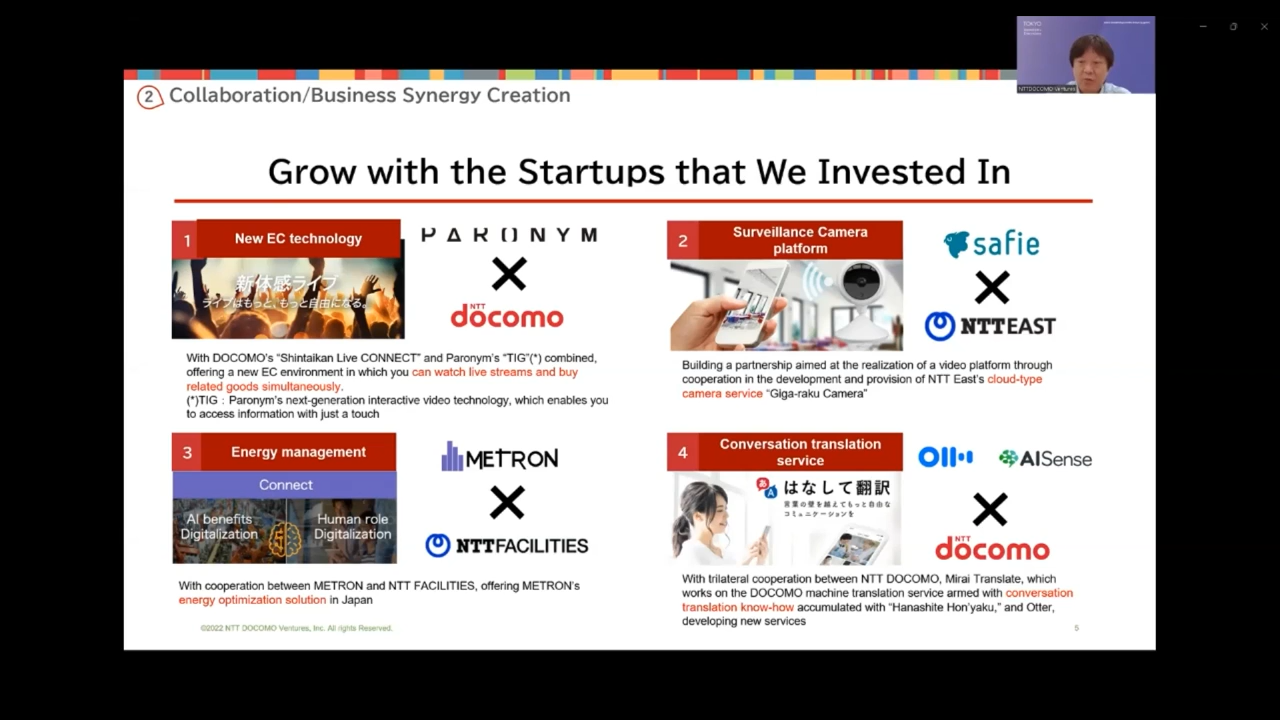 TOKYO
NTTDOCOMO Ventures
2 Collaboration/Business Synergy Creation
Grow with the Startups that We Invested In
1 New EC technology
新体感ライブ
ライブはもっと、もっと自由になる。
PARONYM
NTT
döcomo
With DOCOMO's “Shintaikan Live CONNECT” and Paronym's “TIG”(*) combined,
offering a new EC environment in which you can watch live streams and buy
related goods simultaneously.
(*)TIG : Paronym's next-generation interactive video technology, which enables you
to access information with just a touch
2 Surveillance Camera
platform
safie
NTT EAST
Building a partnership aimed at the realization of a video platform through
cooperation in the development and provision of NTT East's cloud-type
camera service “Giga-raku Camera”
3 Energy management
Connect
AI benefits
Digitalization
Human role
Digitalization
METRON
NTT FACILITIES
With cooperation between METRON and NTT FACILITIES, offering METRON's
energy optimization solution in Japan
4 Conversation translation
service
あ
A
はなして翻訳
言葉の壁を越えてもっと自由な
コミュニケーションを
AISense
NTT
döcomo
With trilateral cooperation between NTT DOCOMO, Mirai Translate, which
works on the DOCOMO machine translation service armed with conversation
translation know-how accumulated with “Hanashite Hon'yaku,” and Otter,
developing new services
©2022 NTT DOCOMO Ventures, Inc. All rights Reserved.
5